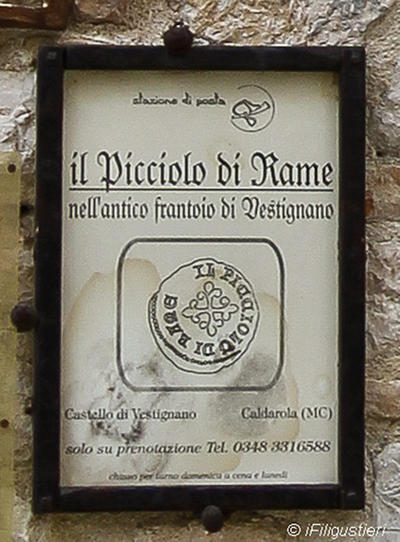 stazione di posta
il Picciolo di Rame
nell'antico frantoio di Vestignano
IL PICCIOLO DI RAME
Castello di Vestignano Caldarola (MC)
solo su prenotazione Tel. 0348 3316588
chiuso per turno domenica a cena e lunedì
© iFiligustieri